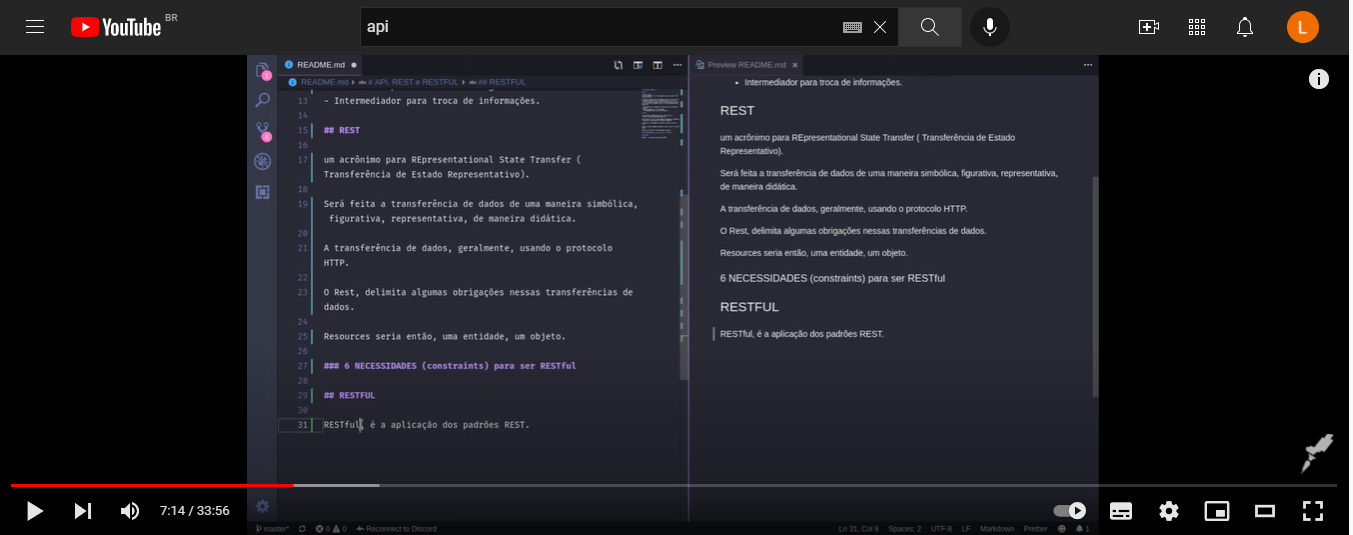 YouTube BR
api
L
README.md
Preview README.md
README.md # API, REST e RESTFUL ## RESTFUL
13 - Intermediador para troca de informações.
14
15 ## REST
16
17 um acrônimo para REpresentational State Transfer (
Transferência de Estado Representativo).
18
19 Será feita a transferência de dados de uma maneira simbólica,
figurativa, representativa, de maneira didática.
20
21 A transferência de dados, geralmente, usando o protocolo
HTTP.
22
23 O Rest, delimita algumas obrigações nessas transferências de
dados.
24
25 Resources seria então, uma entidade, um objeto.
26
27 ### 6 NECESSIDADES (constraints) para ser RESTful
28
29 ## RESTFUL
30
31 RESTful, é a aplicação dos padrões REST.
• Intermediador para troca de informações.
REST
um acrônimo para REpresentational State Transfer ( Transferência de Estado
Representativo).
Será feita a transferência de dados de uma maneira simbólica, figurativa, representativa,
de maneira didática.
A transferência de dados, geralmente, usando o protocolo HTTP.
O Rest, delimita algumas obrigações nessas transferências de dados.
Resources seria então, uma entidade, um objeto.
6 NECESSIDADES (constraints) para ser RESTful
RESTFUL
RESTful, é a aplicação dos padrões REST.
7:14 / 33:56
master* 0 0 Reconnect to Discord
Ln 31, Col 8 Spaces: 2 UTF-8 LF Markdown Prettier 1